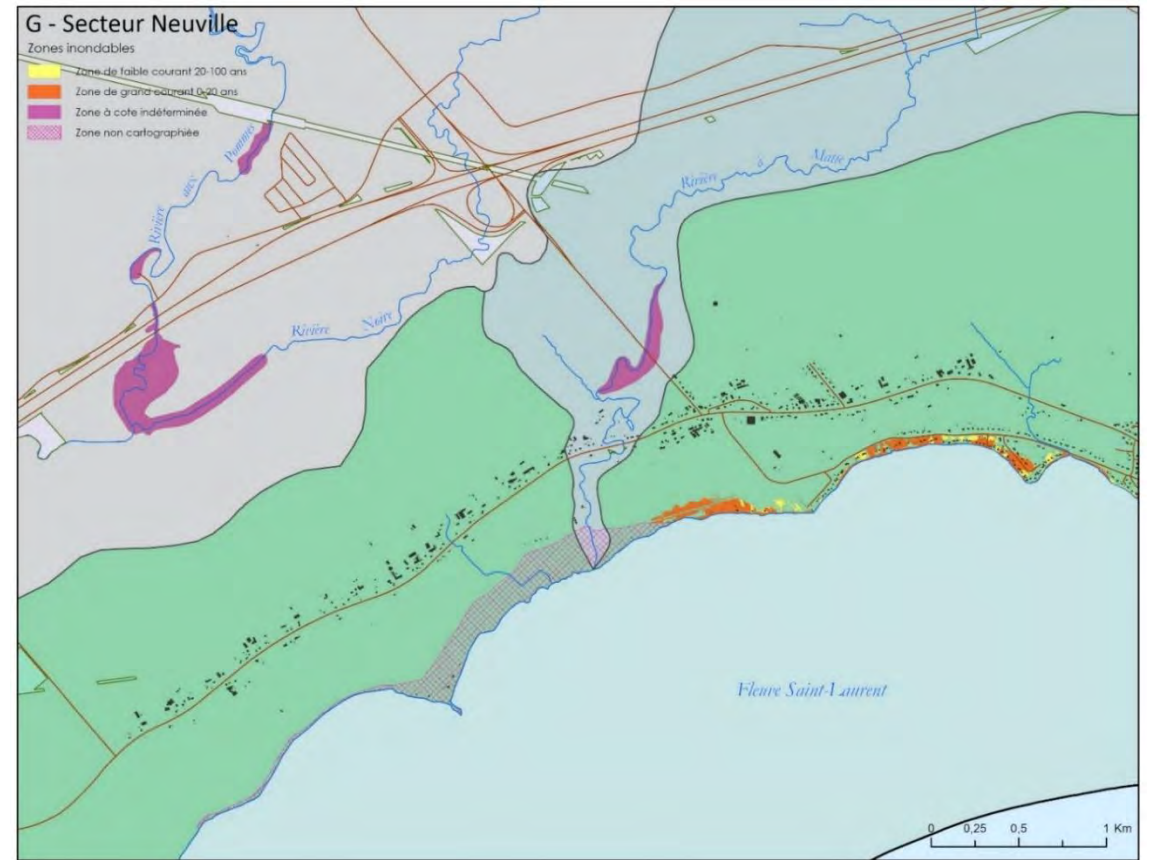 G - Secteur Neuville
Zones inondables
Zone de faible courant 20-100 ans
Zone de grand courant 0-20 ans
Zone à cote indéterminée
Zone non cartographiée
Rivière aux Pommes
Rivière à Matte
Rivière Noire
Fleuve Saint-Laurent
0 0,25 0,5 1 Km